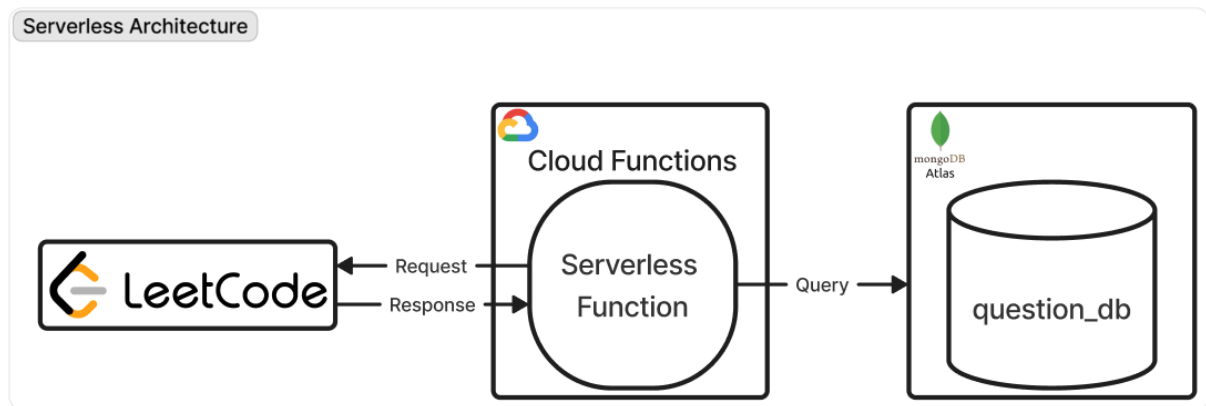 Serverless Architecture
Cloud Functions
mongoDB
Atlas
LeetCode
Request
Response
Serverless
Function
Query
question_db